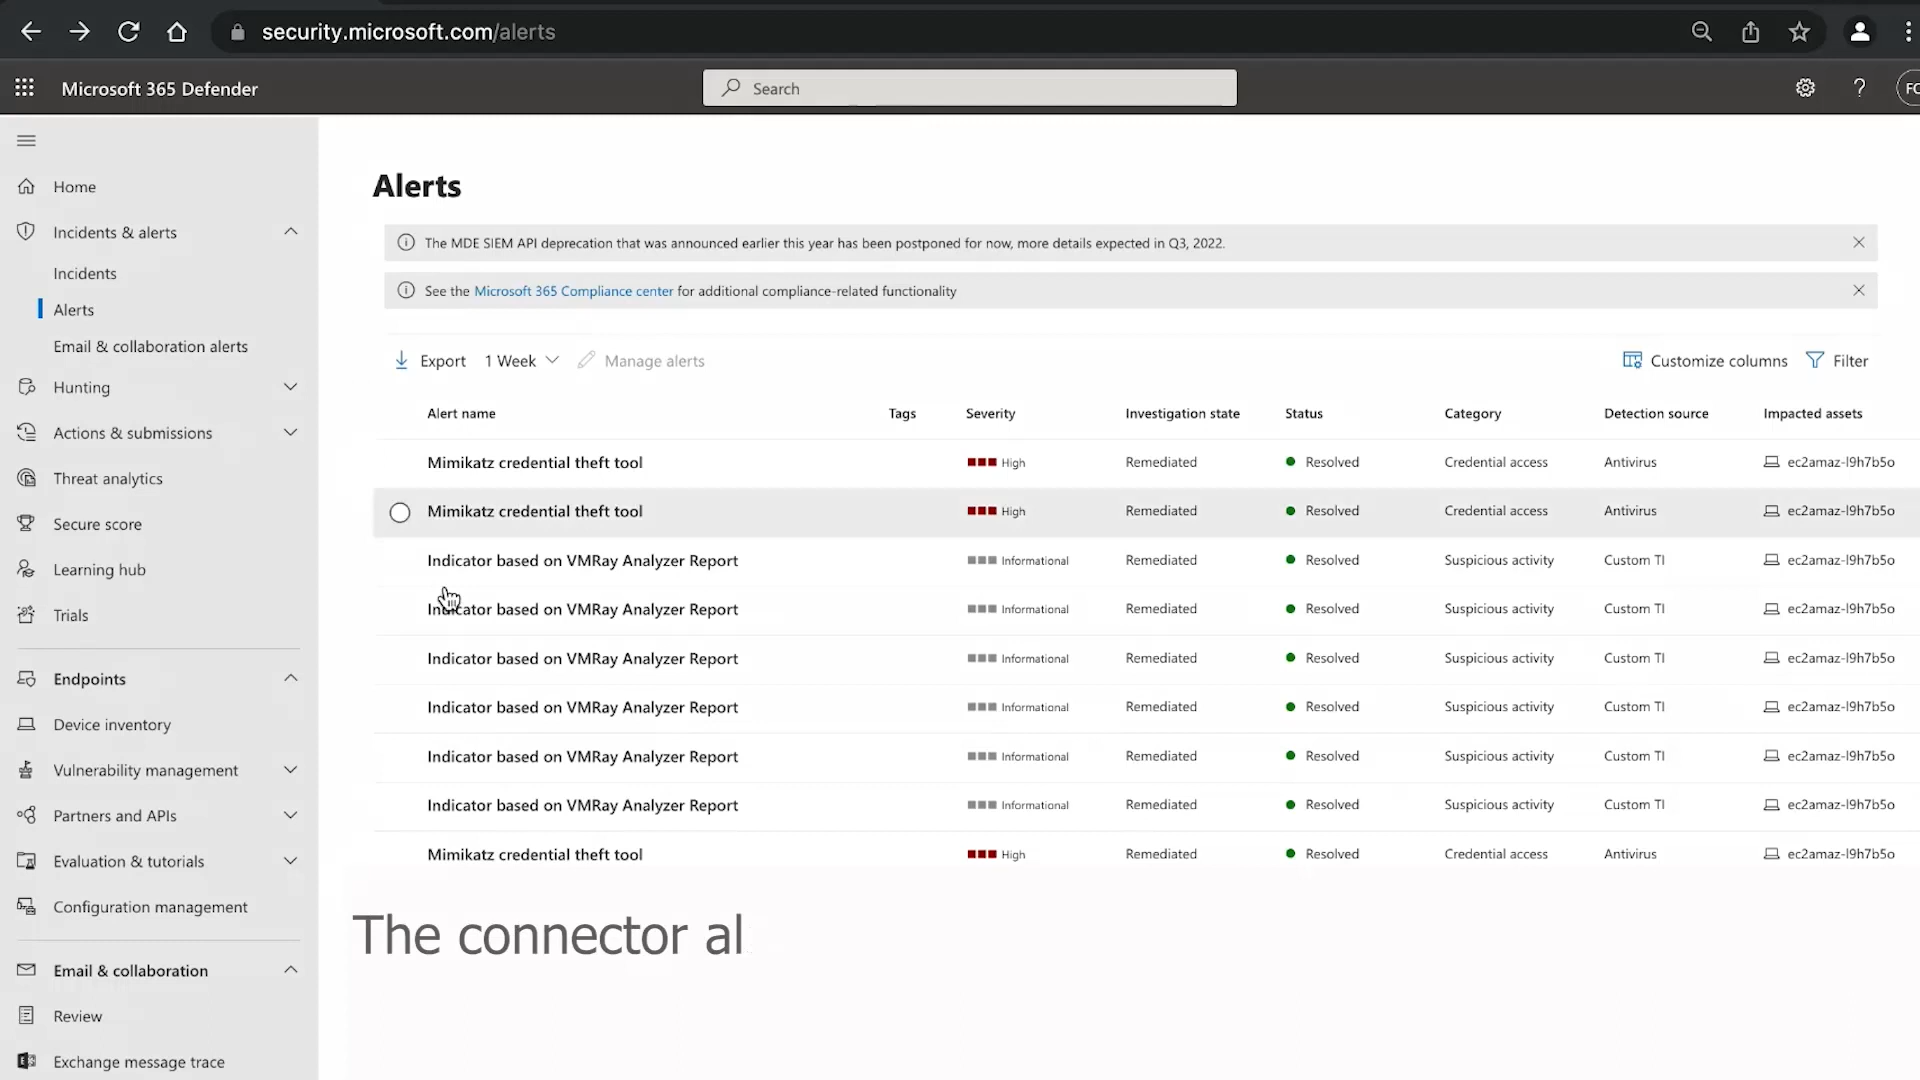 security.microsoft.com/alerts
Microsoft 365 Defender
Search
?
FC
Home
Incidents & alerts
Incidents
Alerts
Email & collaboration alerts
Hunting
Actions & submissions
Threat analytics
Secure score
Learning hub
Trials
Endpoints
Device inventory
Vulnerability management
Partners and APIs
Evaluation & tutorials
Configuration management
Email & collaboration
Review
Exchange message trace
Alerts
The MDE SIEM API deprecation that was announced earlier this year has been postponed for now, more details expected in Q3, 2022.
See the Microsoft 365 Compliance center for additional compliance-related functionality
Export 1 Week Manage alerts Customize columns Filter
Alert name Tags Severity Investigation state Status Category Detection source Impacted assets
Mimikatz credential theft tool High Remediated Resolved Credential access Antivirus ec2amaz-l9h7b5o
Mimikatz credential theft tool High Remediated Resolved Credential access Antivirus ec2amaz-l9h7b5o
Indicator based on VMRay Analyzer Report Informational Remediated Resolved Suspicious activity Custom TI ec2amaz-l9h7b5o
Indicator based on VMRay Analyzer Report Informational Remediated Resolved Suspicious activity Custom TI ec2amaz-l9h7b5o
Indicator based on VMRay Analyzer Report Informational Remediated Resolved Suspicious activity Custom TI ec2amaz-l9h7b5o
Indicator based on VMRay Analyzer Report Informational Remediated Resolved Suspicious activity Custom TI ec2amaz-l9h7b5o
Indicator based on VMRay Analyzer Report Informational Remediated Resolved Suspicious activity Custom TI ec2amaz-l9h7b5o
Indicator based on VMRay Analyzer Report Informational Remediated Resolved Suspicious activity Custom TI ec2amaz-l9h7b5o
Mimikatz credential theft tool High Remediated Resolved Credential access Antivirus ec2amaz-l9h7b5o
The connector al